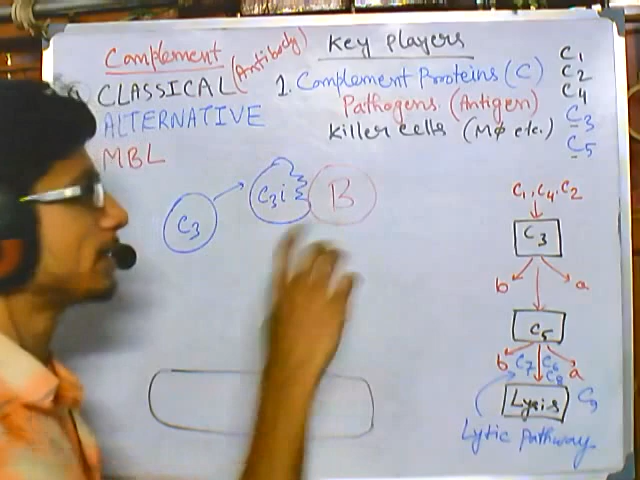 Complement
(Antibody)
CLASSICAL
ALTERNATIVE
MBL
Key players
1. Complement Proteins (C)
Pathogens (Antigen)
Killer cells (MΦ etc.)
C1
C2
C4
C3
C5
C3
C3i
B
C1, C4, C2
C3
b a
C5
b C7 C6 a
C8
Lysis C9
Lytic pathway